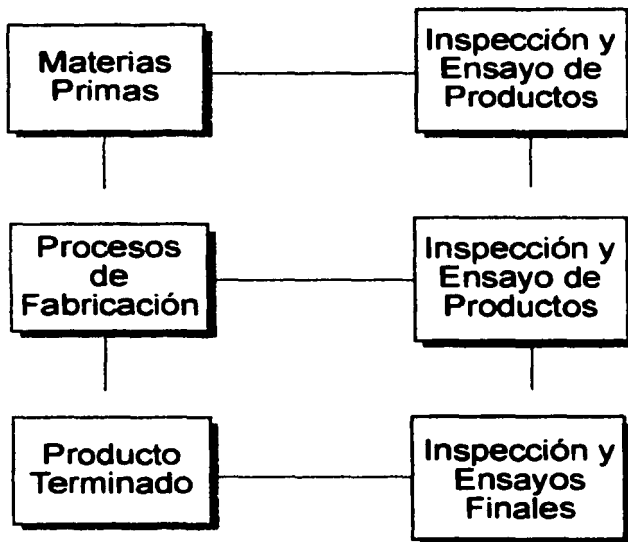 Materias
Primas
Inspección y
Ensayo de
Productos
Procesos
de
Fabricación
Inspección y
Ensayo de
Productos
Producto
Terminado
Inspección y
Ensayos
Finales